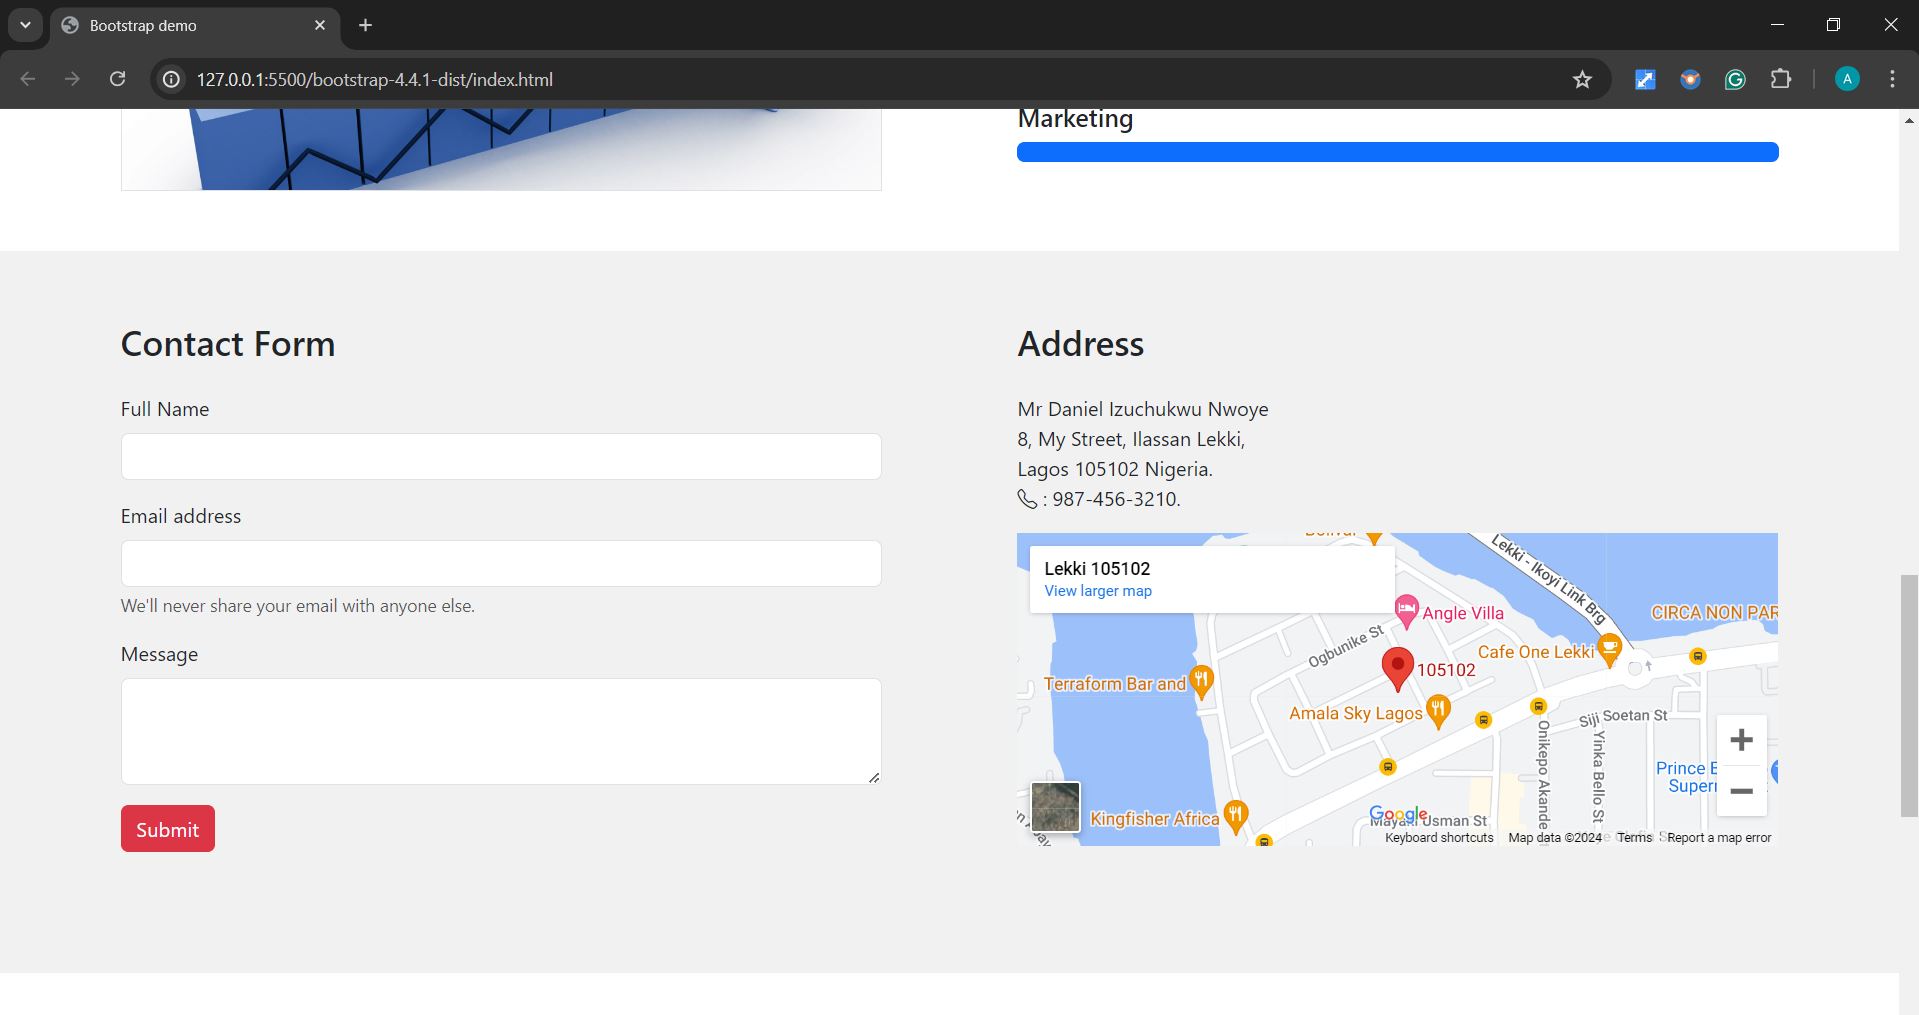 Bootstrap demo
127.0.0.1:5500/bootstrap-4.4.1-dist/index.html
A
Marketing
Contact Form
Full Name
Email address
We'll never share your email with anyone else.
Message
Submit
Address
Mr Daniel Izuchukwu Nwoye
8, My Street, Ilassan Lekki,
Lagos 105102 Nigeria.
: 987-456-3210.
Lekki 105102
View larger map
Lekki - Ikoyi Link Brg
Angle Villa
CIRCA NON PAR
Ogbunike St
Cafe One Lekki
105102
Terraform Bar and
Amala Sky Lagos
Siji Soetan St
Onikepo Akande
Yinka Bello St
Prince E
Super
Kingfisher Africa
Google
Usman St
Keyboard shortcuts
Map data ©2024
Terms
Report a map error